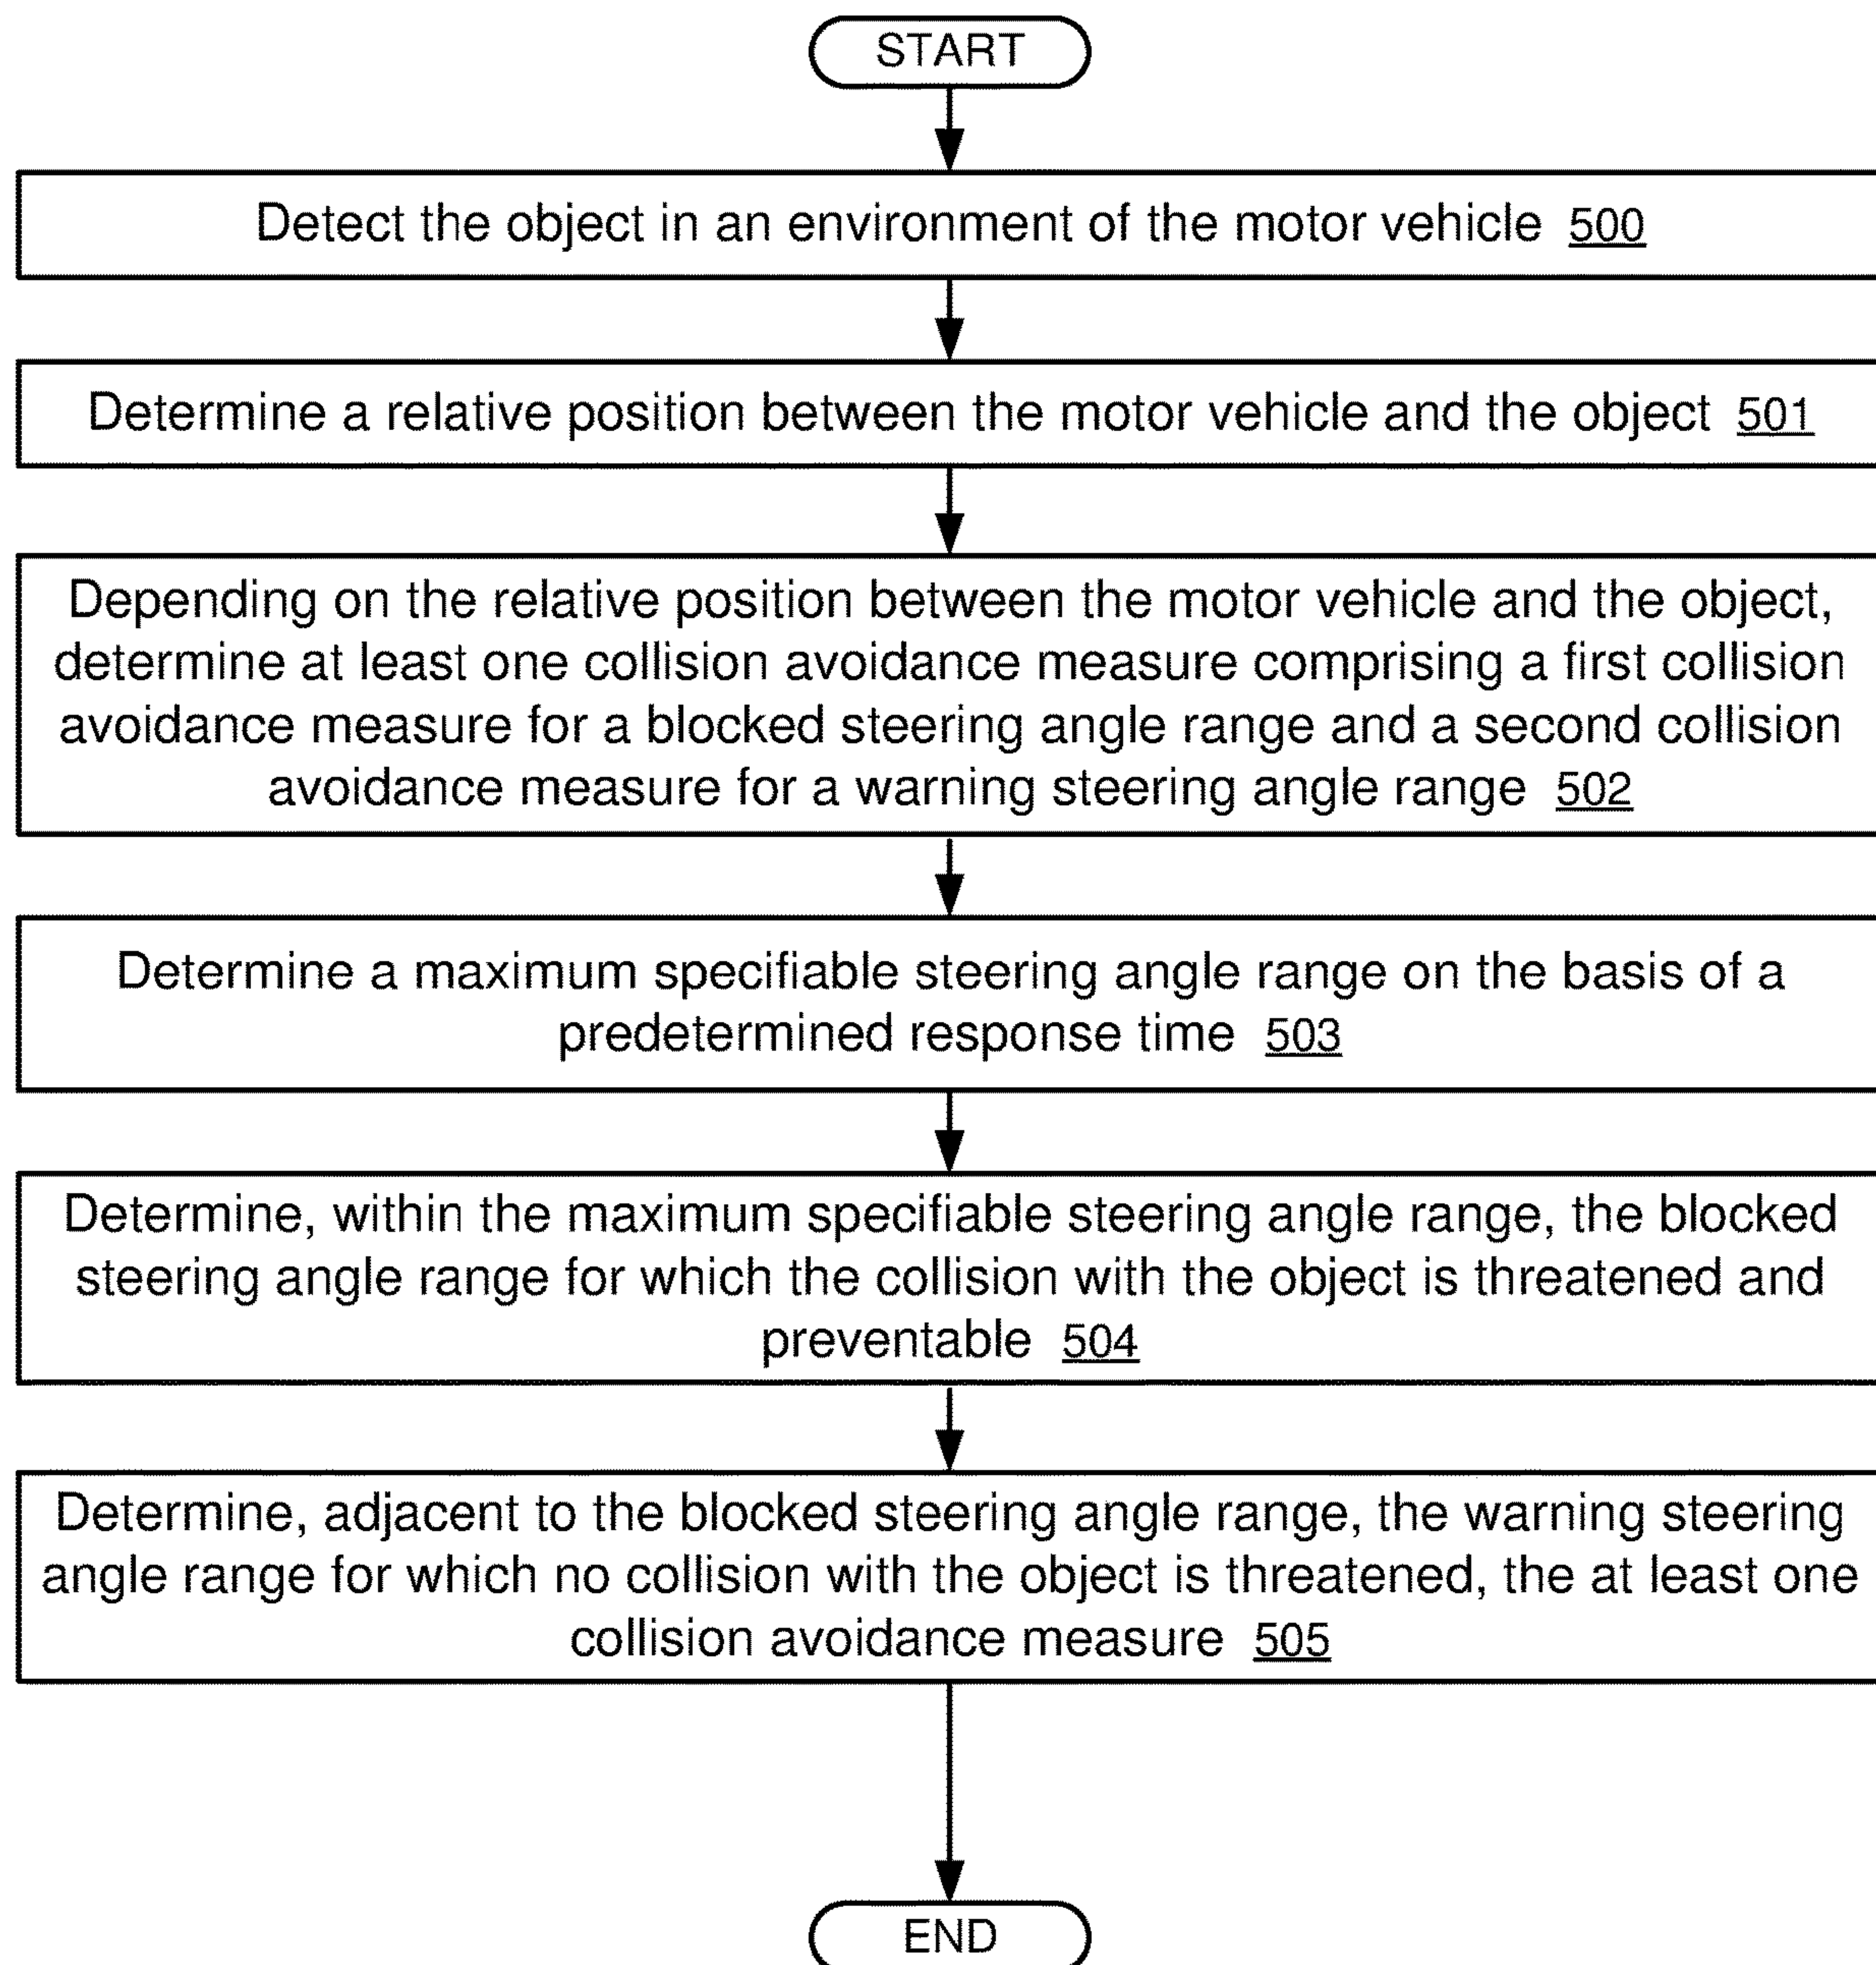 START
Detect the object in an environment of the motor vehicle 500
Determine a relative position between the motor vehicle and the object 501
Depending on the relative position between the motor vehicle and the object,
determine at least one collision avoidance measure comprising a first collision
avoidance measure for a blocked steering angle range and a second collision
avoidance measure for a warning steering angle range 502
Determine a maximum specifiable steering angle range on the basis of a
predetermined response time 503
Determine, within the maximum specifiable steering angle range, the blocked
steering angle range for which the collision with the object is threatened and
preventable 504
Determine, adjacent to the blocked steering angle range, the warning steering
angle range for which no collision with the object is threatened, the at least one
collision avoidance measure 505
END